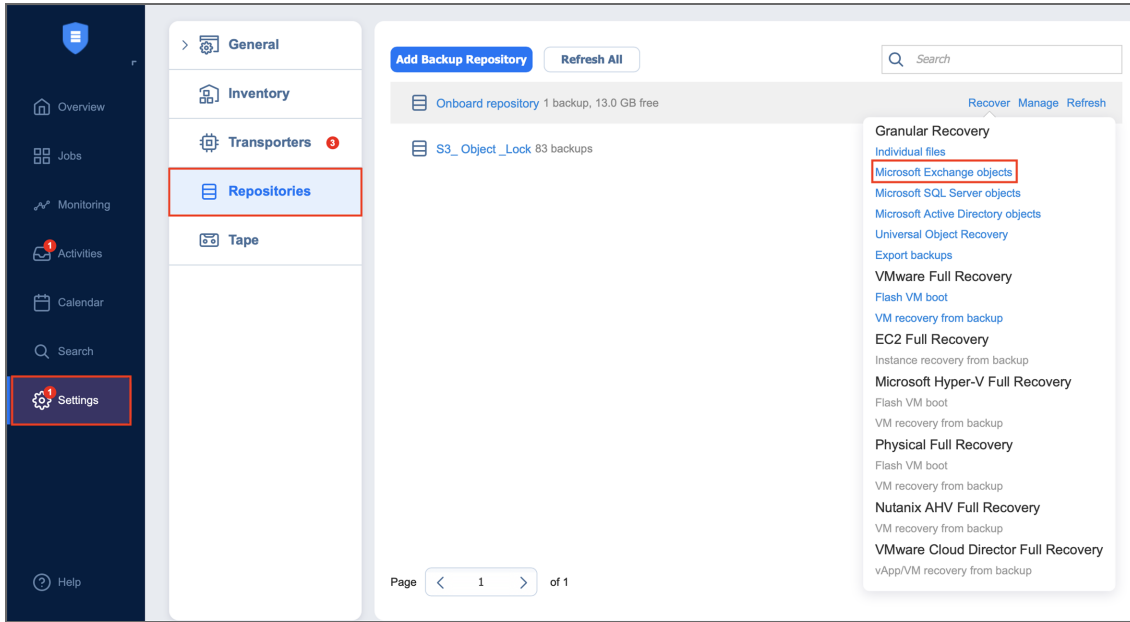 Overview
Jobs
Monitoring
1
Activities
Calendar
Search
1
Settings
Help
General
Inventory
Transporters 3
Repositories
Tape
Add Backup Repository Refresh All Search
Onboard repository 1 backup, 13.0 GB free Recover Manage Refresh
S3_ Object _Lock 83 backups
Granular Recovery
Individual files
Microsoft Exchange objects
Microsoft SQL Server objects
Microsoft Active Directory objects
Universal Object Recovery
Export backups
VMware Full Recovery
Flash VM boot
VM recovery from backup
EC2 Full Recovery
Instance recovery from backup
Microsoft Hyper-V Full Recovery
Flash VM boot
VM recovery from backup
Physical Full Recovery
Flash VM boot
VM recovery from backup
Nutanix AHV Full Recovery
VM recovery from backup
VMware Cloud Director Full Recovery
vApp/VM recovery from backup
Page 1 of 1